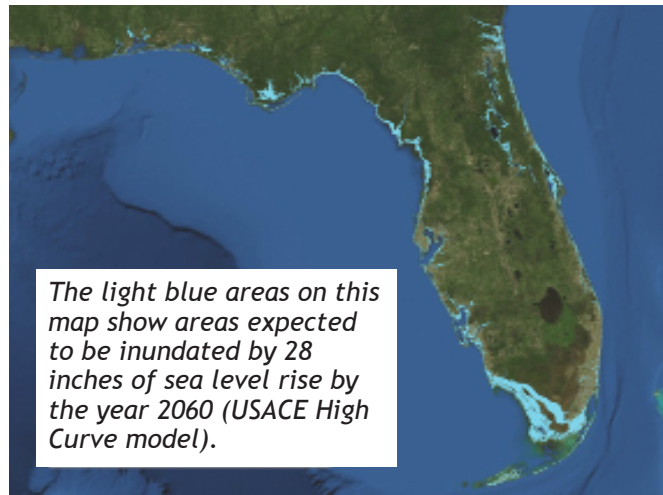 The light blue areas on this
map show areas expected
to be inundated by 28
inches of sea level rise by
the year 2060 (USACE High
Curve model).